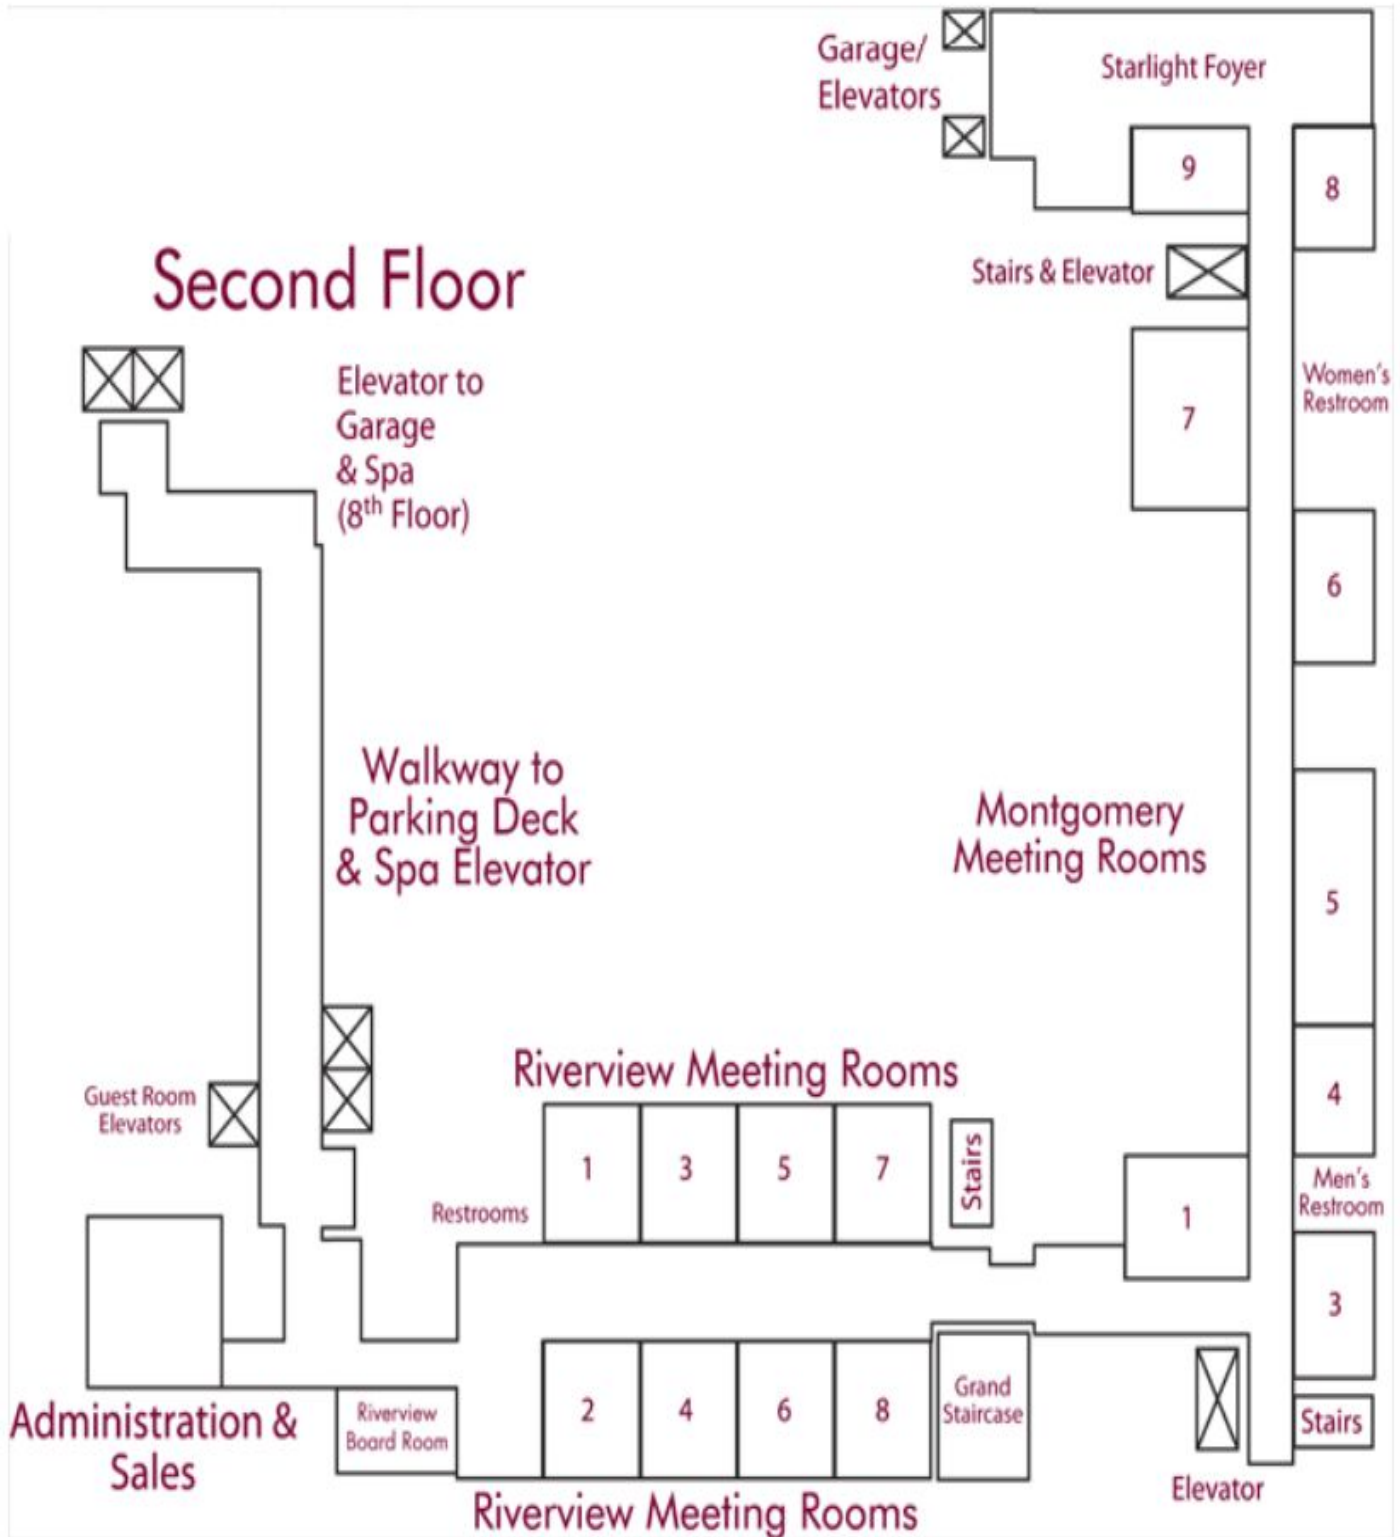 Garage/
Elevators
Starlight Foyer
9
8
Second Floor
Stairs & Elevator
Elevator to
Garage
& Spa
(8th Floor)
Women's
Restroom
7
6
Walkway to
Parking Deck
& Spa Elevator
Montgomery
Meeting Rooms
5
Riverview Meeting Rooms
Guest Room
Elevators
4
1
3
5
7
Stairs
Restrooms
1
Men's
Restroom
3
Administration &
Sales
Riverview
Board Room
2
4
6
8
Grand
Staircase
Stairs
Elevator
Riverview Meeting Rooms